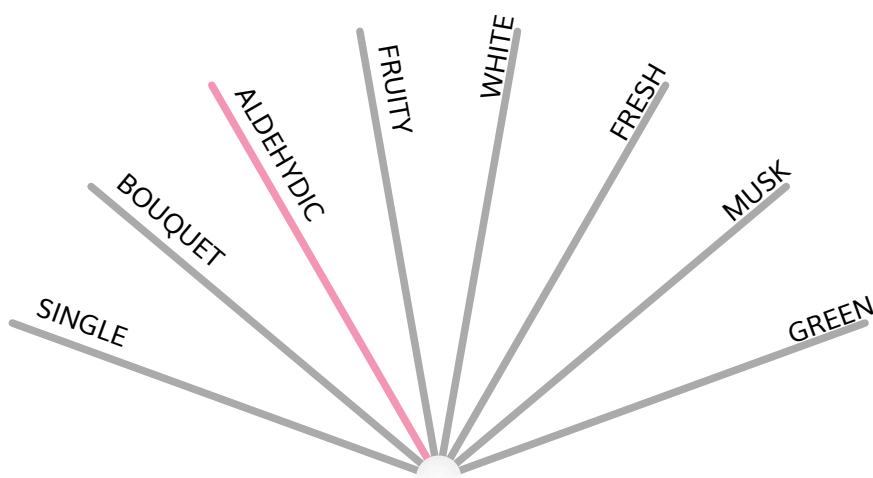 SINGLE
BOUQUET
ALDEHYDIC
FRUITY
WHITE
FRESH
MUSK
GREEN